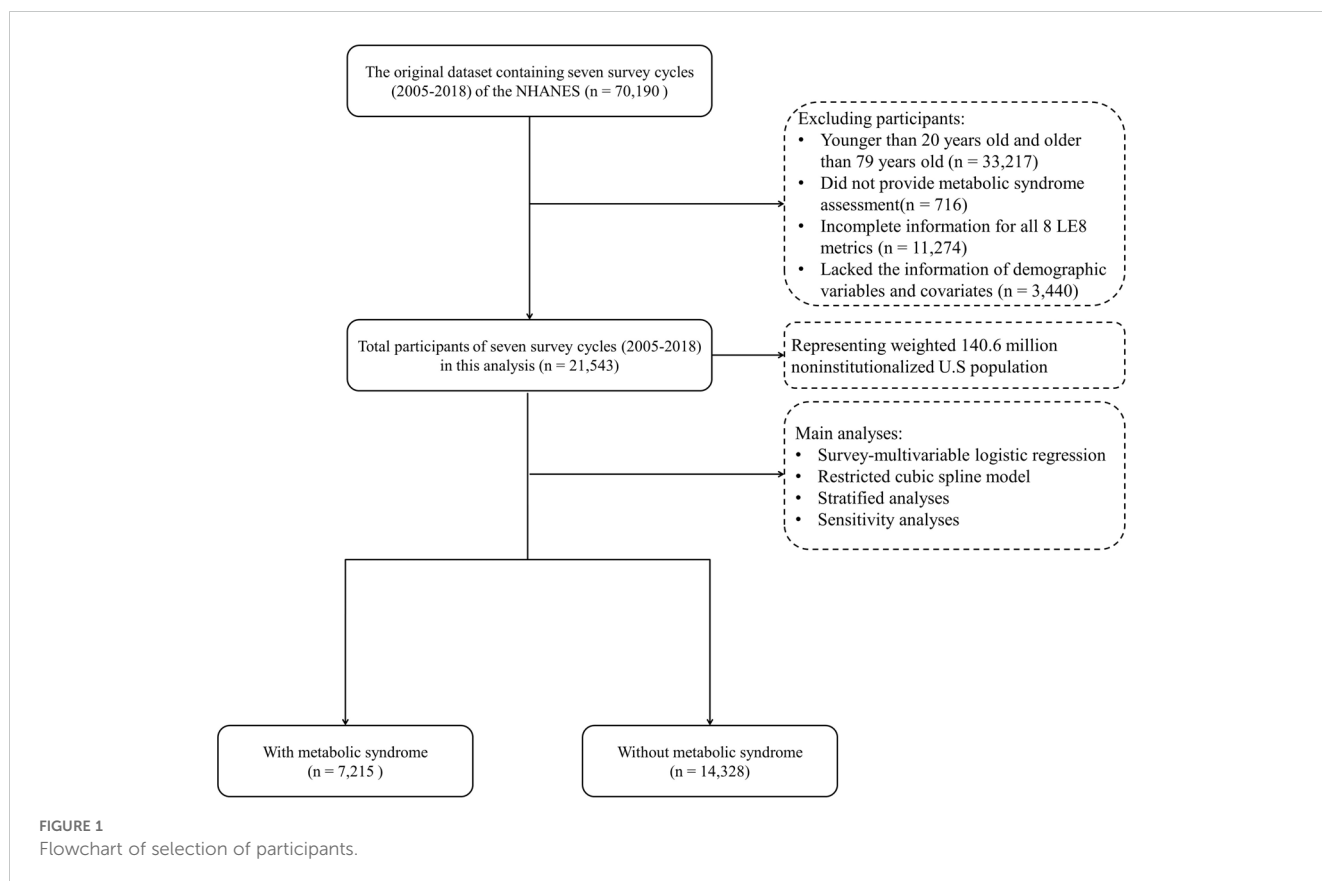 The original dataset containing seven survey cycles
(2005-2018) of the NHANES (n = 70,190 )
Excluding participants:
• Younger than 20 years old and older
than 79 years old (n = 33,217)
• Did not provide metabolic syndrome
assessment(n = 716)
• Incomplete information for all 8 LE8
metrics (n = 11,274)
• Lacked the information of demographic
variables and covariates (n = 3,440)
Total participants of seven survey cycles (2005-2018)
in this analysis (n = 21,543)
Representing weighted 140.6 million
noninstitutionalized U.S population
Main analyses:
• Survey-multivariable logistic regression
• Restricted cubic spline model
• Stratified analyses
• Sensitivity analyses
With metabolic syndrome
(n = 7,215 )
Without metabolic syndrome
(n = 14,328)
FIGURE 1
Flowchart of selection of participants.